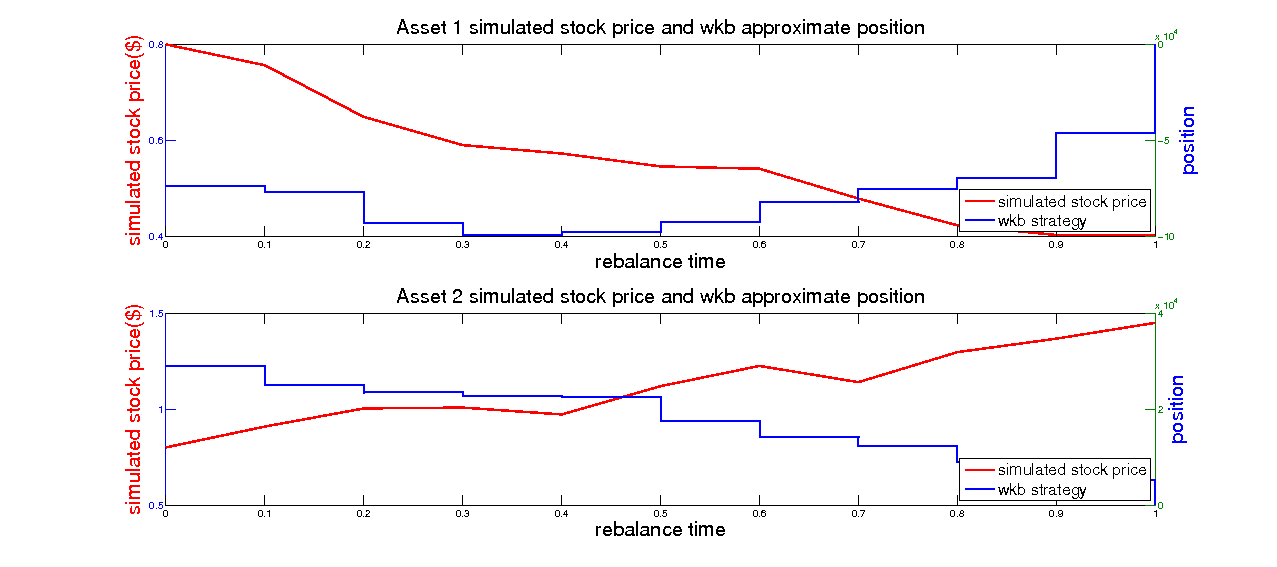 Asset 1 simulated stock price and wkb approximate position
x 10^4
simulated stock price($)
0.8
0.6
0.4
0
-5
-10
position
simulated stock price
wkb strategy
0 0.1 0.2 0.3 0.4 0.5 0.6 0.7 0.8 0.9 1
rebalance time
Asset 2 simulated stock price and wkb approximate position
x 10^4
simulated stock price($)
1.5
1
0.5
4
2
0
position
simulated stock price
wkb strategy
0 0.1 0.2 0.3 0.4 0.5 0.6 0.7 0.8 0.9 1
rebalance time